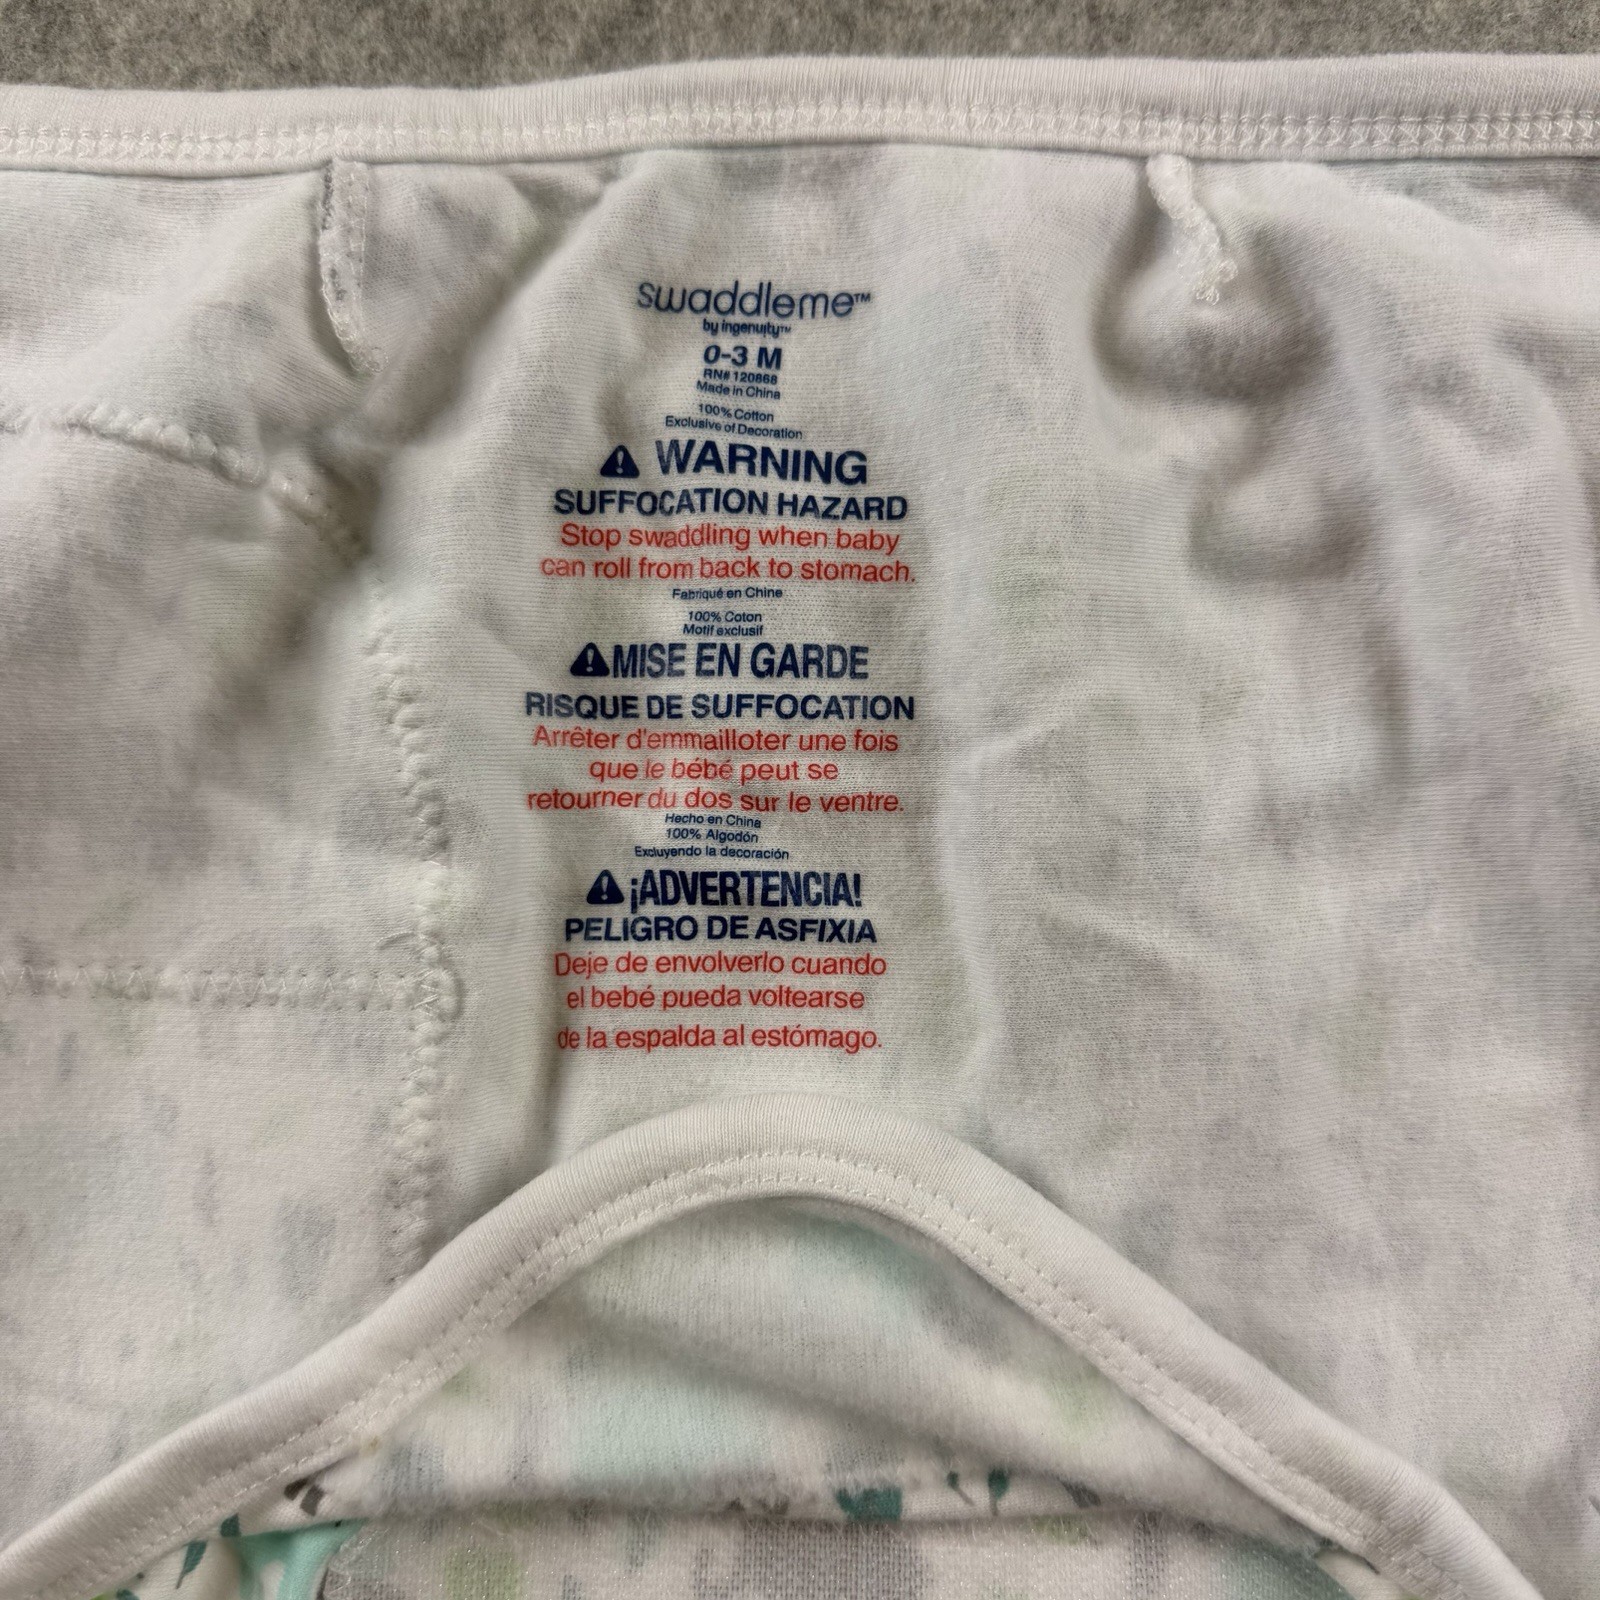 swaddleme™
by ingenuity™
0-3 M
RN# 120868
Made in China
100% Cotton
Exclusive of Decoration
WARNING
SUFFOCATION HAZARD
Stop swaddling when baby
can roll from back to stomach.
Fabriqué en Chine
100% Coton
Motif exclusif
MISE EN GARDE
RISQUE DE SUFFOCATION
Arrêter d'emmailloter une fois
que le bébé peut se
retourner du dos sur le ventre.
Hecho en China
100% Algodón
Excluyendo la decoración
¡ADVERTENCIA!
PELIGRO DE ASFIXIA
Deje de envolverlo cuando
el bebé pueda voltearse
de la espalda al estómago.